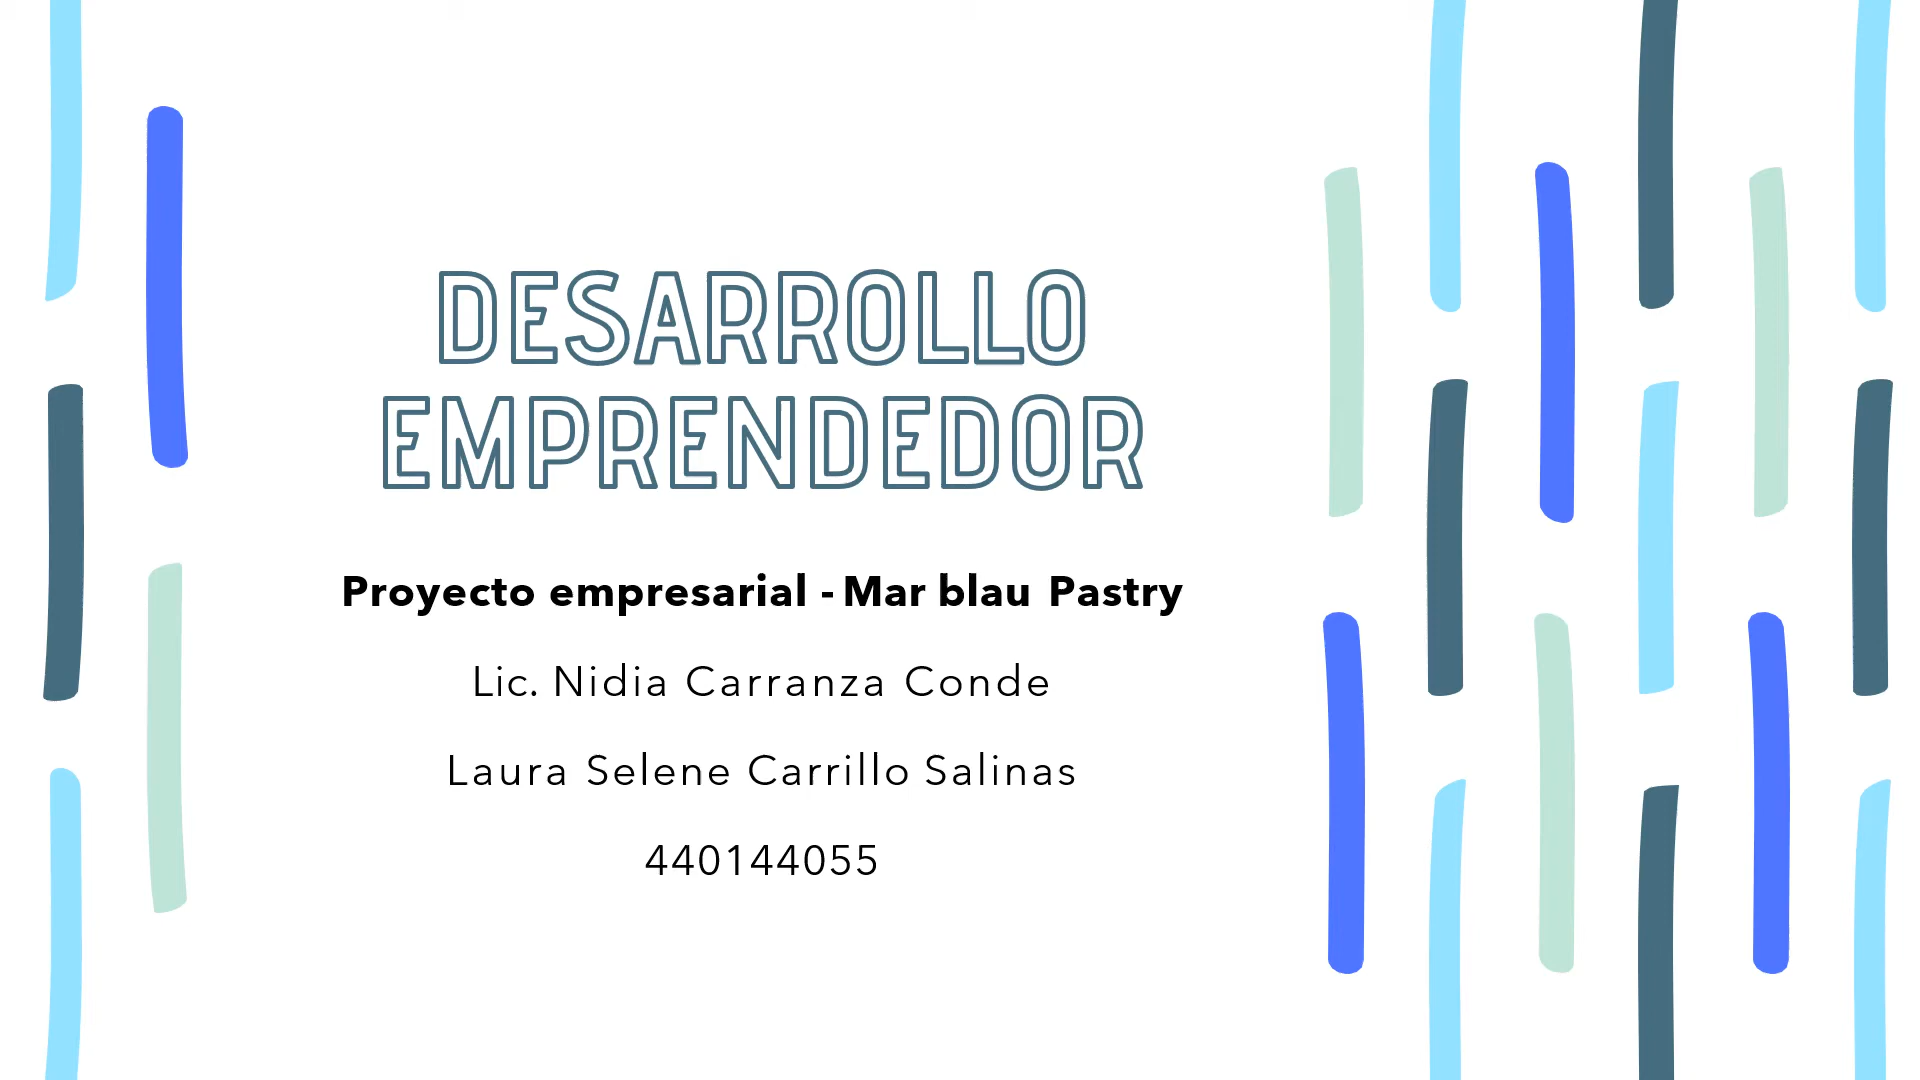 DESARROLLO
EMPRENDEDOR
Proyecto empresarial - Mar blau Pastry
Lic. Nidia Carranza Conde
Laura Selene Carrillo Salinas
440144055